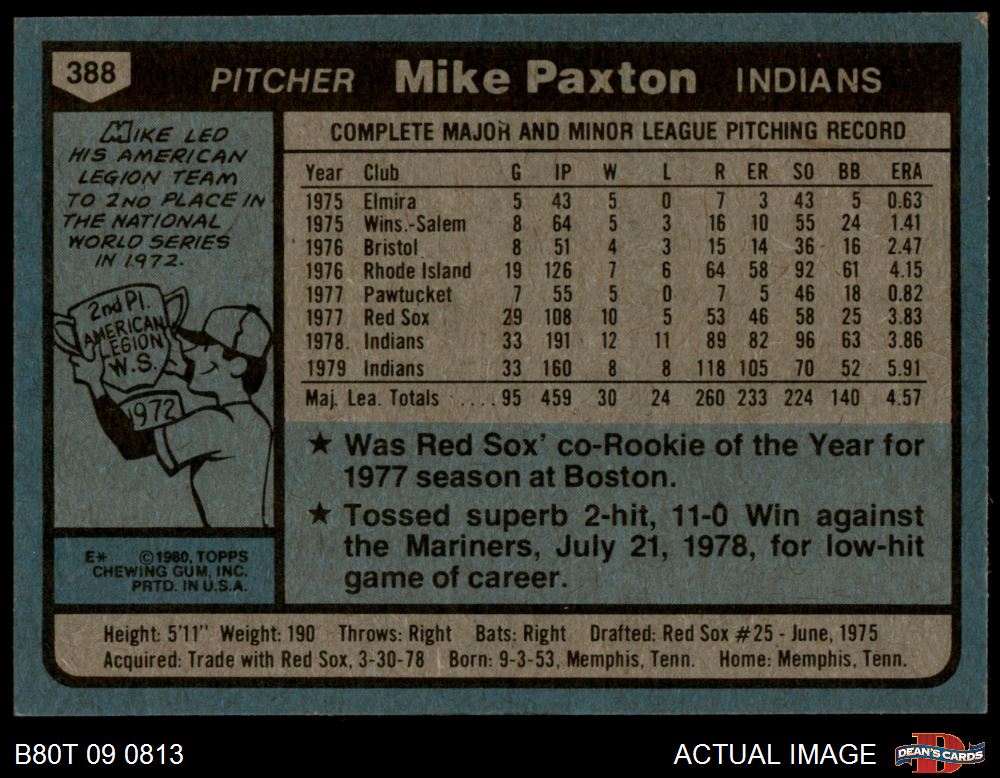 388 PITCHER Mike Paxton INDIANS
MIKE LED
HIS AMERICAN
LEGION TEAM
TO 2ND PLACE IN
THE NATIONAL
WORLD SERIES
IN 1972.
2nd Pl.
AMERICAN
LEGION
W.S.
1972
E* ©1980, TOPPS
CHEWING GUM, INC.
PRTD. IN U.S.A.
COMPLETE MAJOR AND MINOR LEAGUE PITCHING RECORD
Year Club G IP W L R ER SO BB ERA
1975 Elmira 5 43 5 0 7 3 43 5 0.63
1975 Wins.-Salem 8 64 5 3 16 10 55 24 1.41
1976 Bristol 8 51 4 3 15 14 36 16 2.47
1976 Rhode Island 19 126 7 6 64 58 92 61 4.15
1977 Pawtucket 7 55 5 0 7 5 46 18 0.82
1977 Red Sox 29 108 10 5 53 46 58 25 3.83
1978. Indians 33 191 12 11 89 82 96 63 3.86
1979 Indians 33 160 8 8 118 105 70 52 5.91
Maj. Lea. Totals .....95 459 30 24 260 233 224 140 4.57
★ Was Red Sox' co-Rookie of the Year for
1977 season at Boston.
★ Tossed superb 2-hit, 11-0 Win against
the Mariners, July 21, 1978, for low-hit
game of career.
Height: 5'11" Weight: 190 Throws: Right Bats: Right Drafted: Red Sox #25 - June, 1975
Acquired: Trade with Red Sox, 3-30-78 Born: 9-3-53, Memphis, Tenn. Home: Memphis, Tenn.
B80T 09 0813 ACTUAL IMAGE DEAN'S CARDS